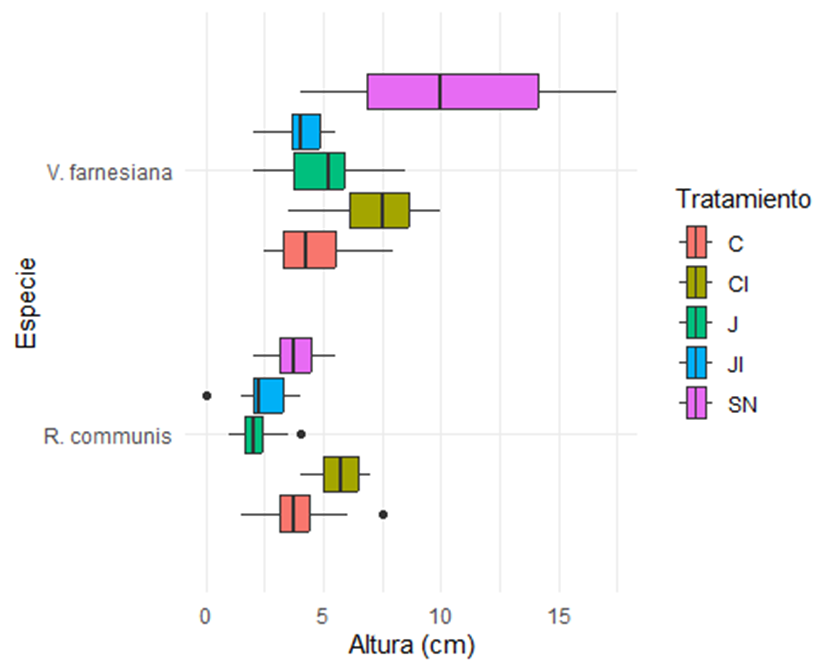 V. farnesiana
R. communis
Especie
0 5 10 15
Altura (cm)
Tratamiento
C
CI
J
JI
SN